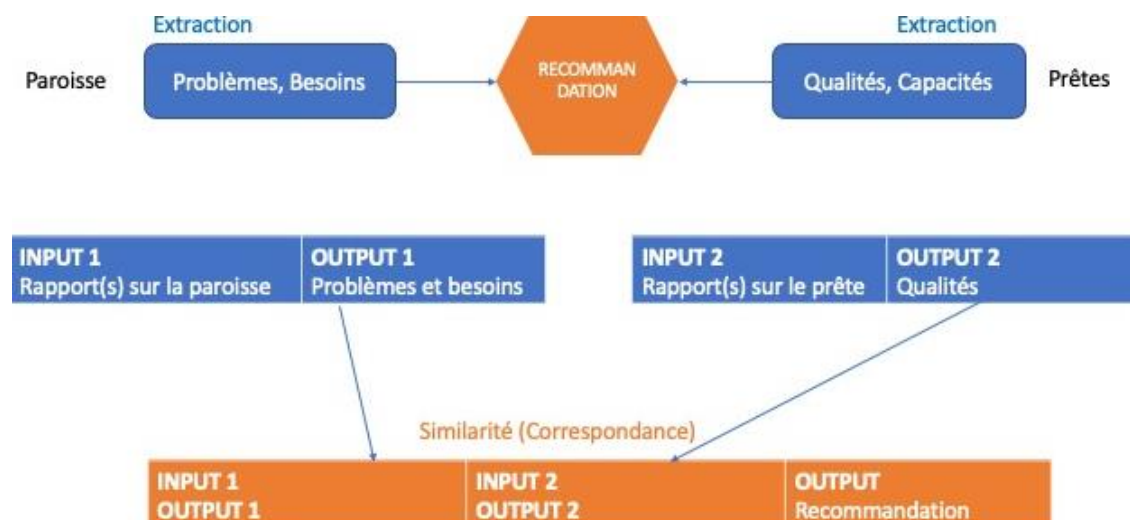 Extraction
Extraction
Paroisse
Problèmes, Besoins
RECOMMAN
DATION
Qualités, Capacités
Prêtes
INPUT 1
Rapport(s) sur la paroisse
OUTPUT 1
Problèmes et besoins
INPUT 2
Rapport(s) sur le prête
OUTPUT 2
Qualités
Similarité (Correspondance)
INPUT 1
OUTPUT 1
INPUT 2
OUTPUT 2
OUTPUT
Recommandation